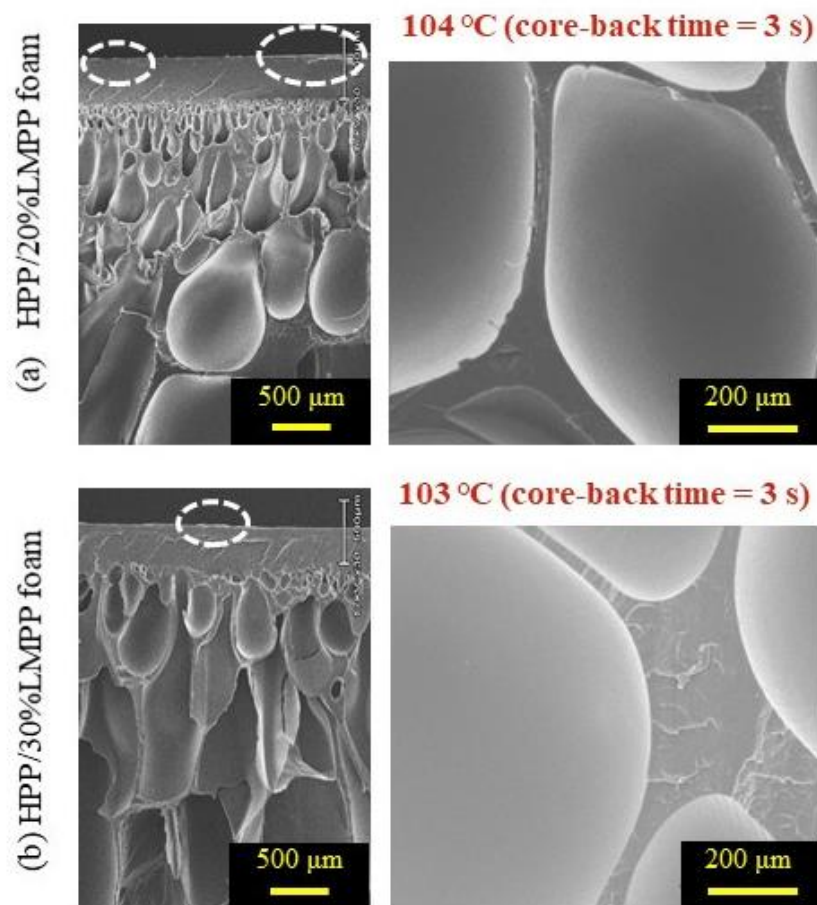 104 °C (core-back time = 3 s)
(a) HPP/20%LMPP foam
500 μm
200 μm
103 °C (core-back time = 3 s)
(b) HPP/30%LMPP foam
500 μm
200 μm